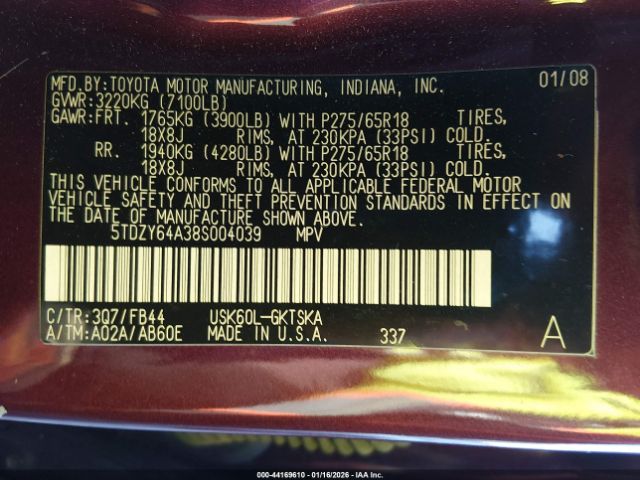 MFD.BY:TOYOTA MOTOR MANUFACTURING, INDIANA, INC. 01/08
GVWR:3220KG (7100LB)
GAWR:FRT. 1765KG (3900LB) WITH P275/65R18 TIRES,
18X8J RIMS, AT 230KPA (33PSI) COLD.
RR. 1940KG (4280LB) WITH P275/65R18 TIRES,
18X8J RIMS, AT 230KPA (33PSI) COLD.
THIS VEHICLE CONFORMS TO ALL APPLICABLE FEDERAL MOTOR
VEHICLE SAFETY AND THEFT PREVENTION STANDARDS IN EFFECT ON
THE DATE OF MANUFACTURE SHOWN ABOVE.
5TDZY64A38S004039 MPV
C/TR:3Q7/FB44 USK60L-GKTSKA
A/TM:A02A/AB60E MADE IN U.S.A. 337 A
000-44169610 - 01/16/2026 - IAAI, Inc.